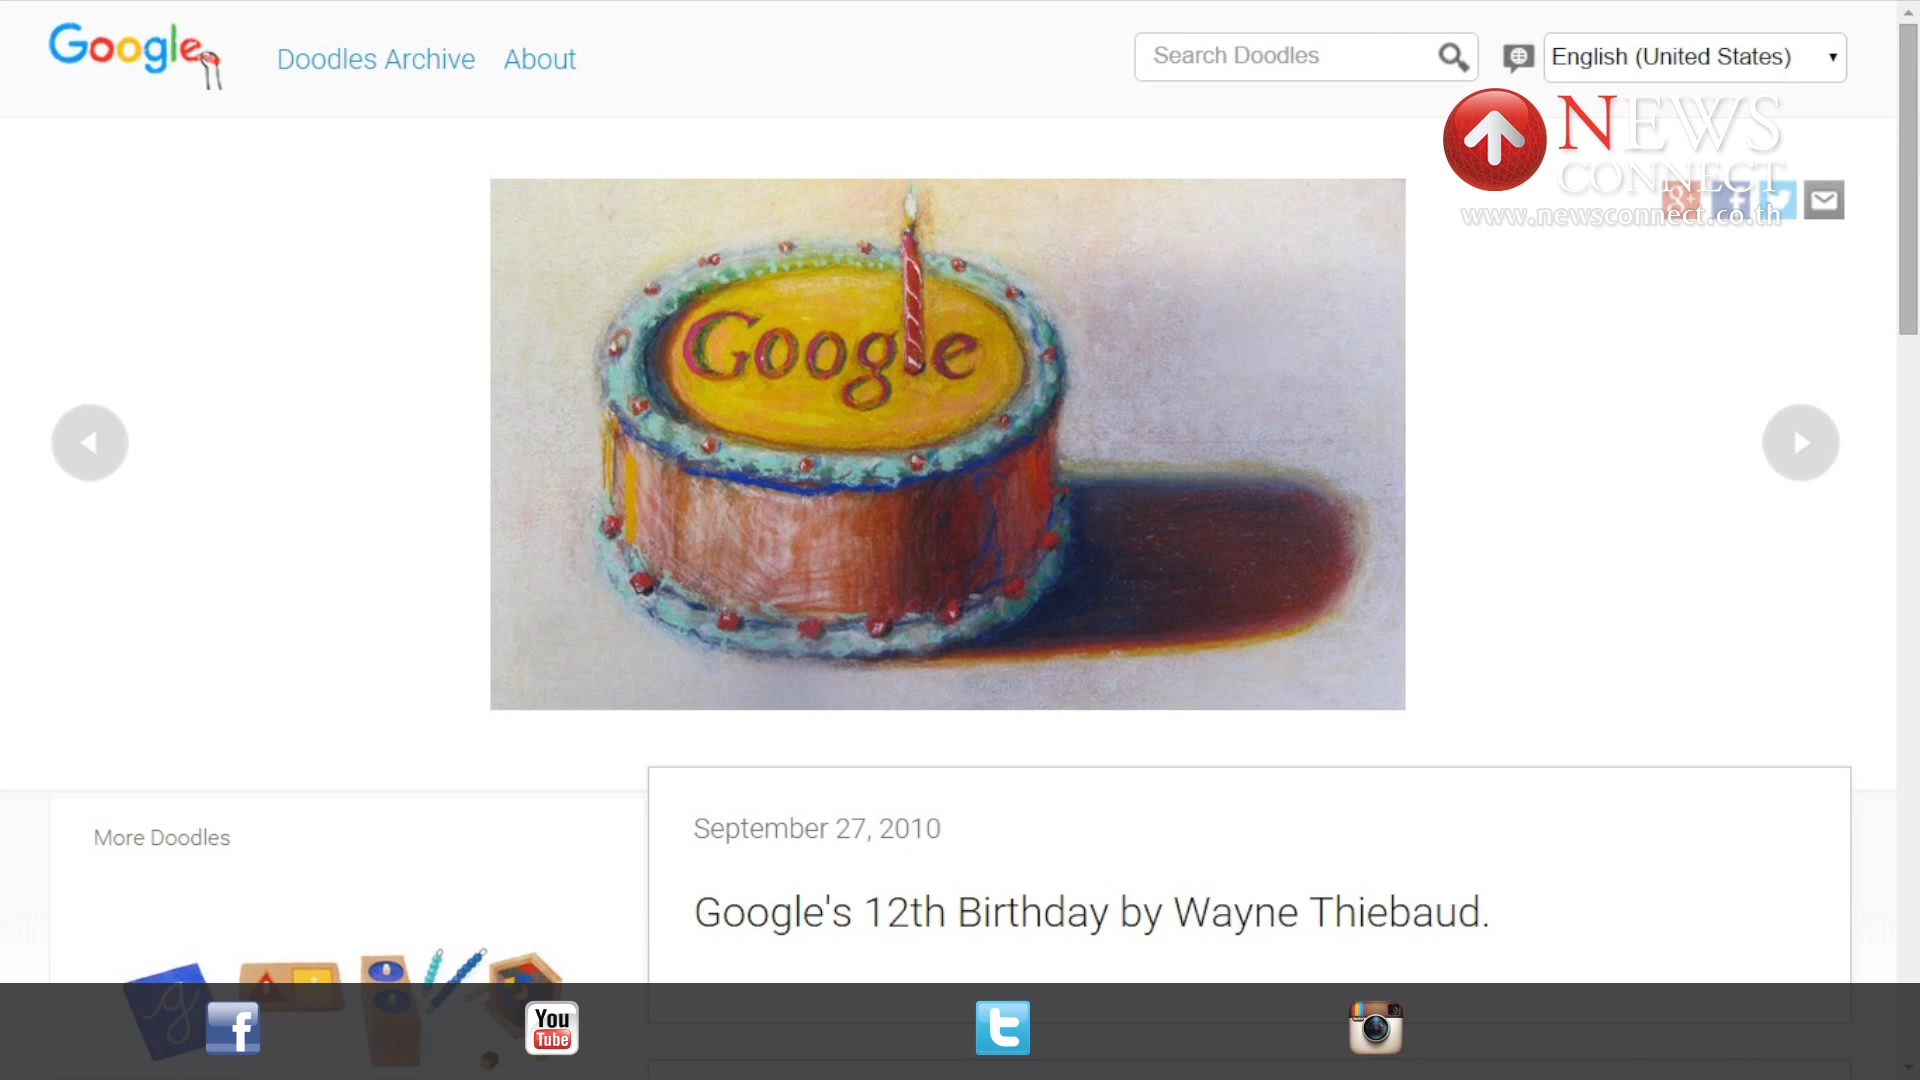 Google
Doodles Archive
About
Search Doodles
English (United States)
NEWS
CONNECT
www.newsconnect.co.th
g+
f
Google
More Doodles
September 27, 2010
Google's 12th Birthday by Wayne Thiebaud.
g
f
You
Tube
t